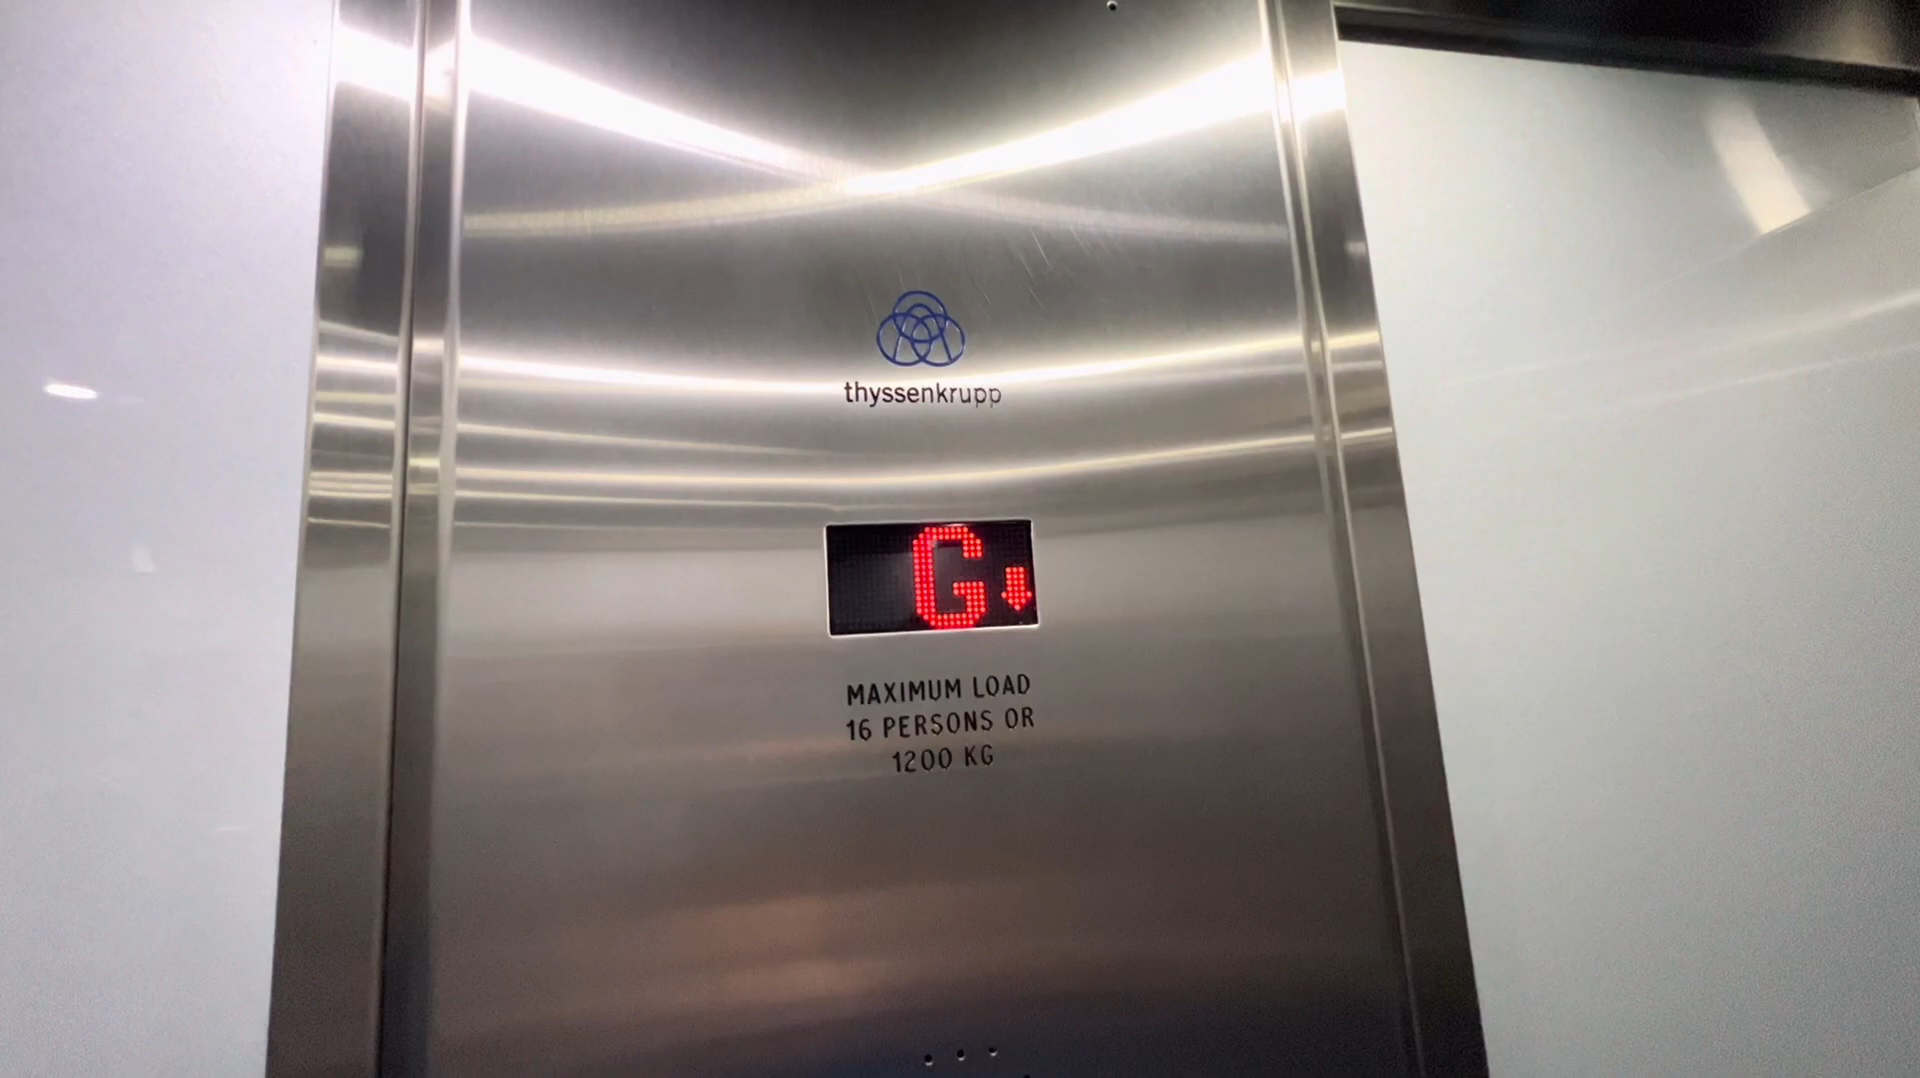 thyssenkrupp
G
MAXIMUM LOAD
16 PERSONS OR
1200 KG